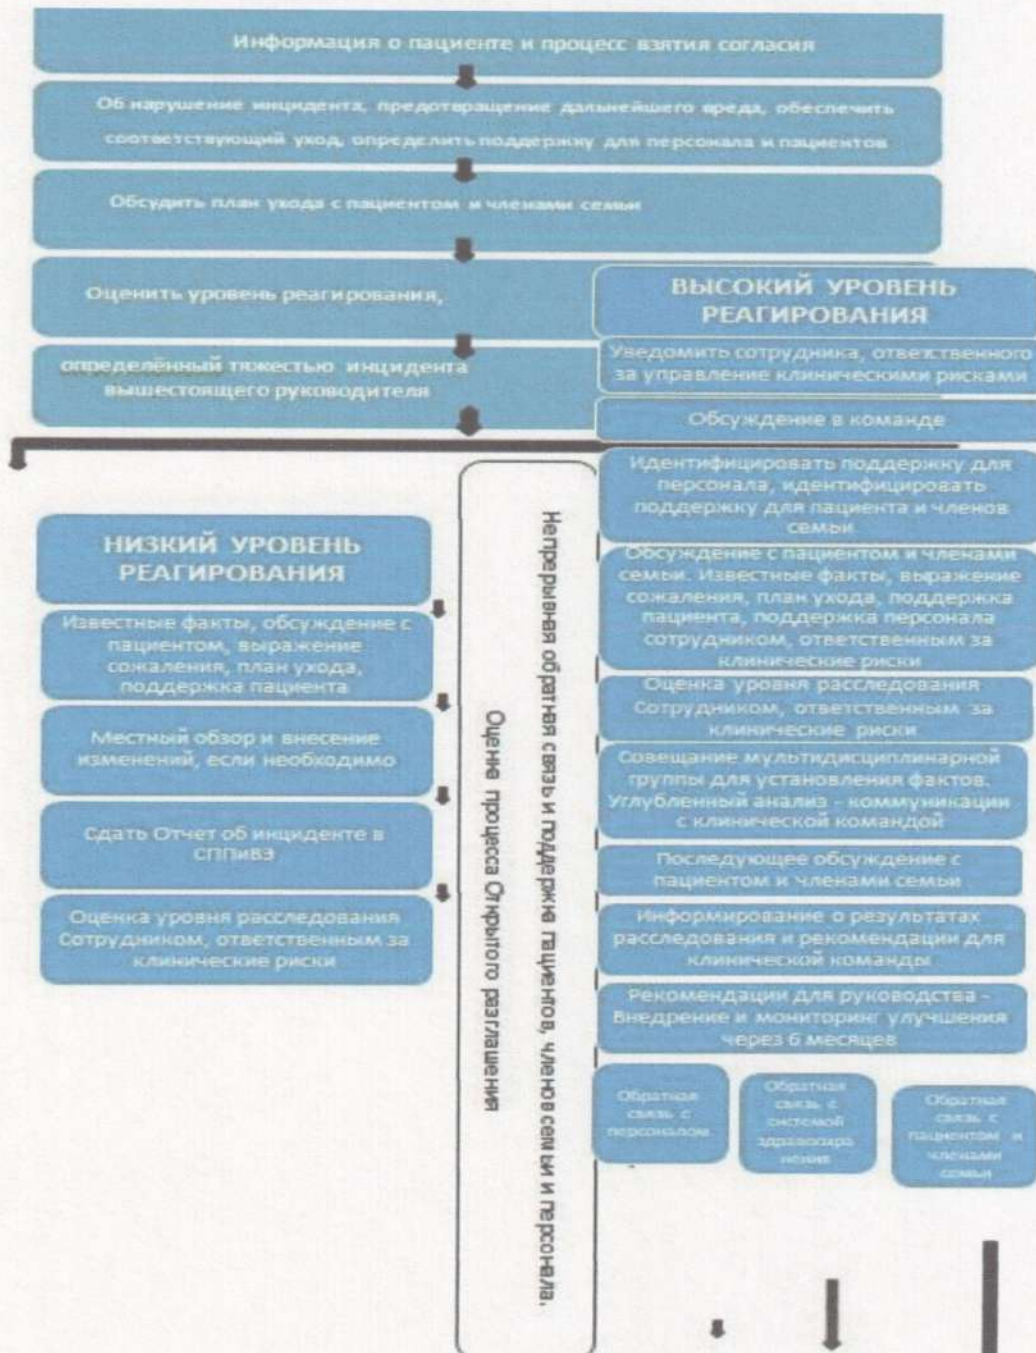 Информация о пациенте и процесс взятия согласия
Об нарушение инцидента, предотвращение дальнейшего вреда, обеспечить
соответствующий уход, определить поддержку для персонала и пациентов
Обсудить план ухода с пациентом и членами семьи
Оценить уровень реагирования,
определённый тяжестью инцидента
вышестоящего руководителя
НИЗКИЙ УРОВЕНЬ
РЕАГИРОВАНИЯ
Известные факты, обсуждение с
пациентом, выражение
сожаления, план ухода,
поддержка пациента
Местный обзор и внесение
изменений, если необходимо
Сдать Отчет об инциденте в
СППиВЭ
Оценка уровня расследования
Сотрудником, ответственным за
клинические риски
Непрерывная обратная связь и поддержка пациентов, членов семьи и персонала.
Оценка процесса Открытого разглашения
ВЫСОКИЙ УРОВЕНЬ
РЕАГИРОВАНИЯ
Уведомить сотрудника, ответственного
за управление клиническими рисками
Обсуждение в команде
Идентифицировать поддержку для
персонала, идентифицировать
поддержку для пациента и членов
семьи
Обсуждение с пациентом и членами
семьи. Известные факты, выражение
сожаления, план ухода, поддержка
пациента, поддержка персонала
сотрудником, ответственным за
клинические риски
Оценка уровня расследования
Сотрудником, ответственным за
клинические риски
Совещание мультидисциплинарной
группы для установления фактов.
Углубленный анализ - коммуникации
с клинической командой
Последующее обсуждение с
пациентом и членами семьи
Информирование о результатах
расследования и рекомендации для
клинической команды
Рекомендации для руководства -
Внедрение и мониторинг улучшения
через 6 месяцев
Обратная
связь с
персоналом
Обратная
связь с
системой
здравоохра
нения
Обратная
связь с
пациентом и
членами
семьи